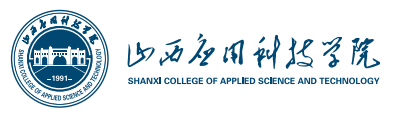 山西应用科技学院
SHANXI COLLEGE OF APPLIED SCIENCE AND TECHNOLOGY
-1991-
山西应用科技学院
SHANXI COLLEGE OF APPLIED SCIENCE AND TECHNOLOGY